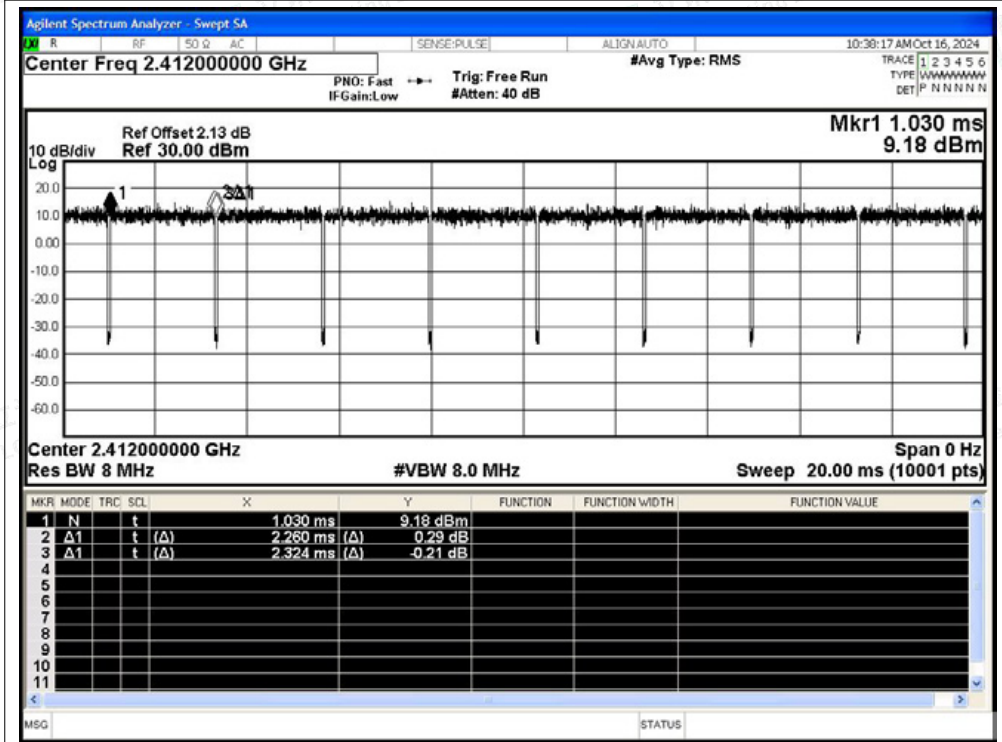 Agilent Spectrum Analyzer - Swept SA
R RF 50 Ω AC SENSE:PULSE ALIGN AUTO 10:38:17 AM Oct 16, 2024
Center Freq 2.412000000 GHz #Avg Type: RMS TRACE 1 2 3 4 5 6
PNO: Fast Trig: Free Run TYPE WWWWWW
IFGain:Low #Atten: 40 dB DET P N N N N N
Mkr1 1.030 ms
Ref Offset 2.13 dB
10 dB/div Ref 30.00 dBm 9.18 dBm
Log
20.0
1
10.0
0.00
-10.0
-20.0
-30.0
-40.0
-50.0
-60.0
Center 2.412000000 GHz Span 0 Hz
Res BW 8 MHz #VBW 8.0 MHz Sweep 20.00 ms (10001 pts)
MKR MODE TRC SCL X Y FUNCTION FUNCTION WIDTH FUNCTION VALUE
1 N t 1.030 ms 9.18 dBm
2 Δ1 t (Δ) 2.260 ms (Δ) 0.29 dB
3 Δ1 t (Δ) 2.324 ms (Δ) -0.21 dB
4
5
6
7
8
9
10
11
MSG STATUS